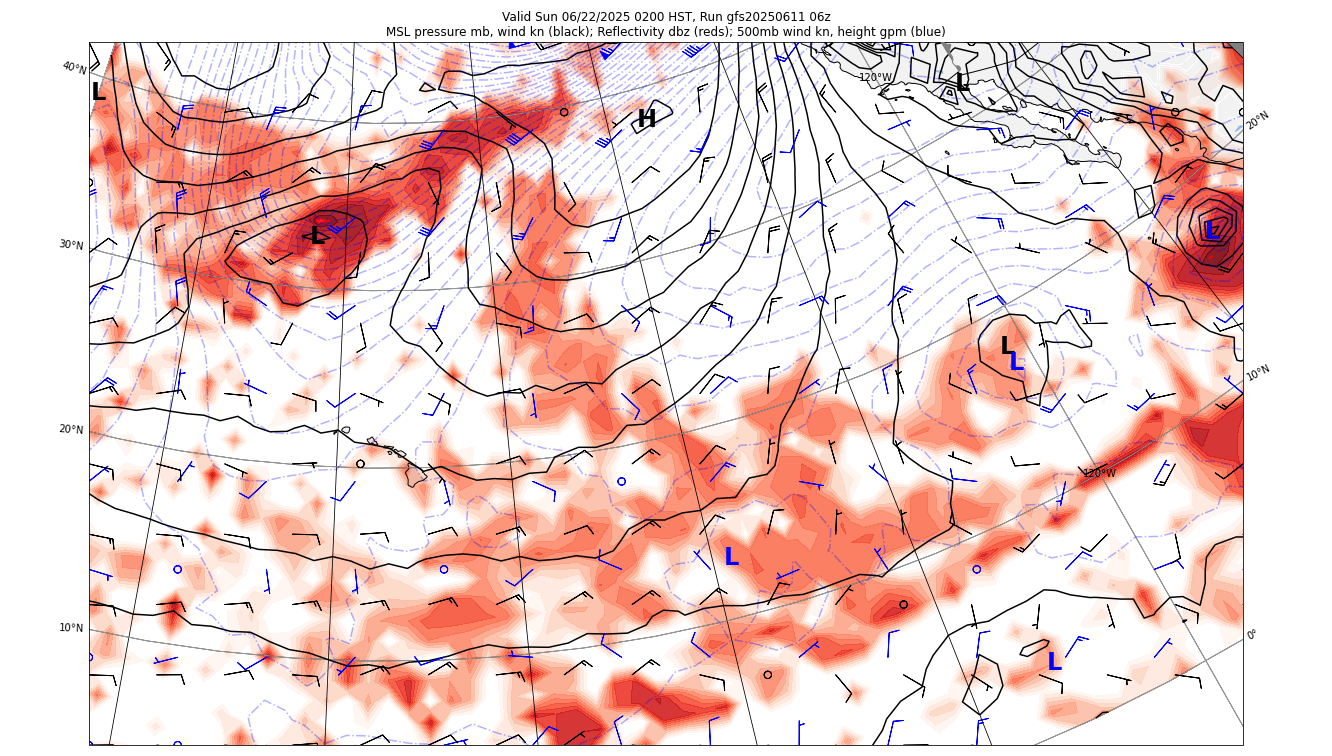 Valid Sun 06/22/2025 0200 HST, Run gfs20250611 06z
MSL pressure mb, wind kn (black); Reflectivity dbz (reds); 500mb wind kn, height gpm (blue)
40°N
120°W
L
L
H
20°N
L
L
30°N
L
L
10°N
20°N
120°W
L
10°N
0°
L